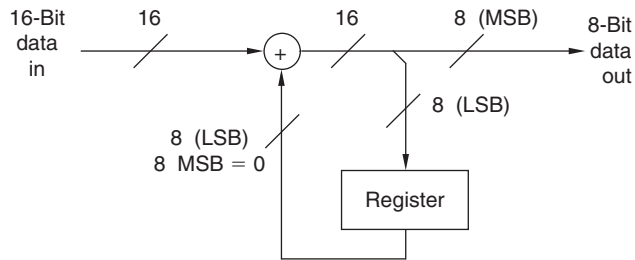 16-Bit
data
in
16
+
16
8 (MSB)
8-Bit
data
out
8 (LSB)
8 (LSB)
8 MSB = 0
Register